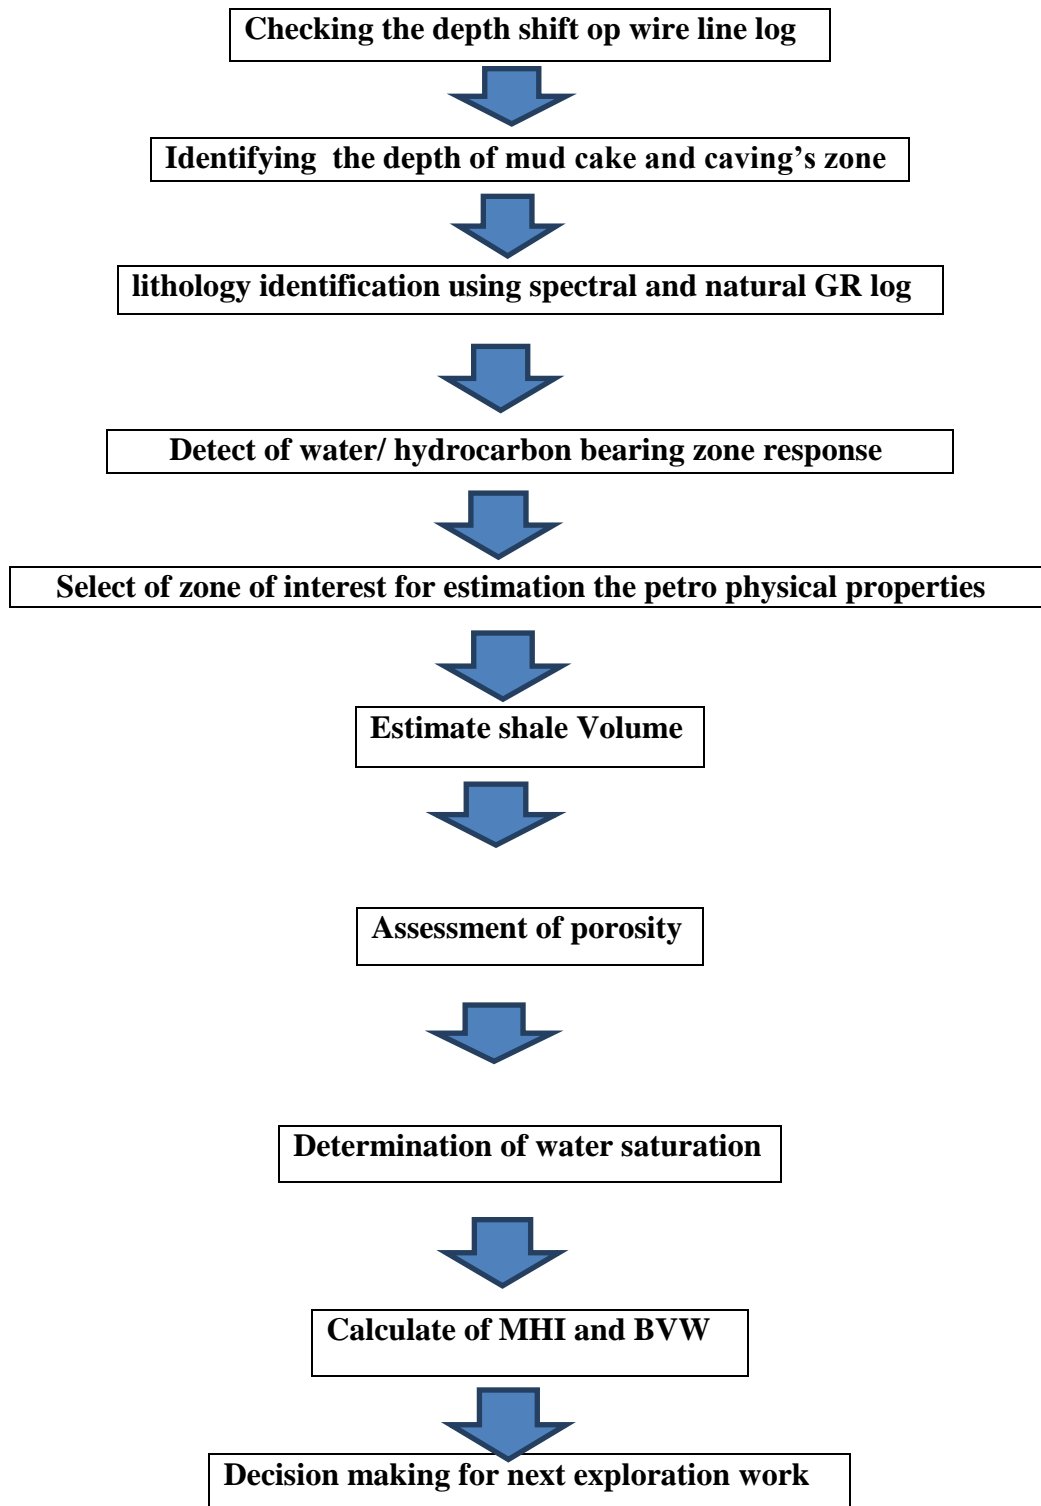 Checking the depth shift op wire line log
Identifying the depth of mud cake and caving's zone
lithology identification using spectral and natural GR log
Detect of water/ hydrocarbon bearing zone response
Select of zone of interest for estimation the petro physical properties
Estimate shale Volume
Assessment of porosity
Determination of water saturation
Calculate of MHI and BVW
Decision making for next exploration work